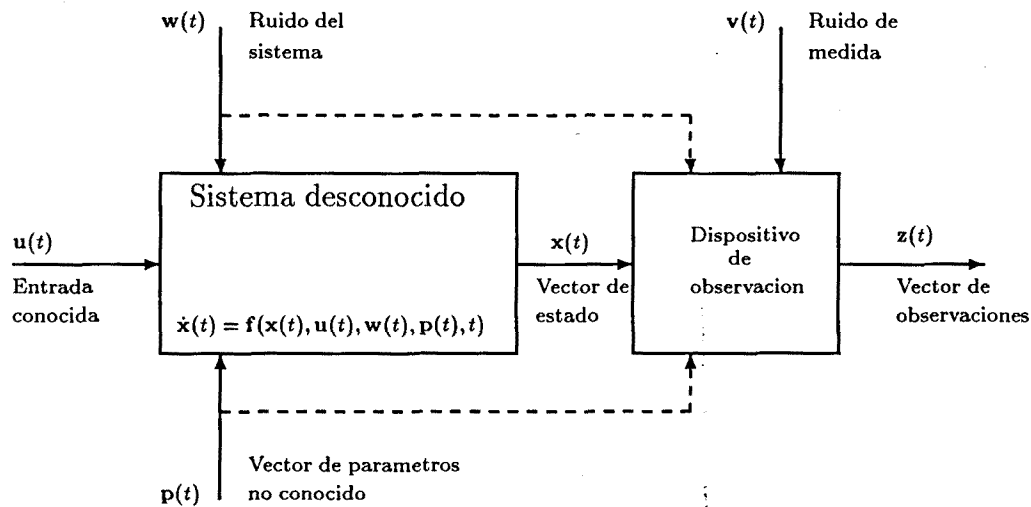 w(t)
Ruido del
sistema
v(t)
Ruido de
medida
Sistema desconocido
u(t)
Entrada
conocida
ẋ(t) = f(x(t), u(t), w(t), p(t), t)
x(t)
Vector de
estado
Dispositivo
de
observacion
z(t)
Vector de
observaciones
Vector de parametros
no conocido
p(t)